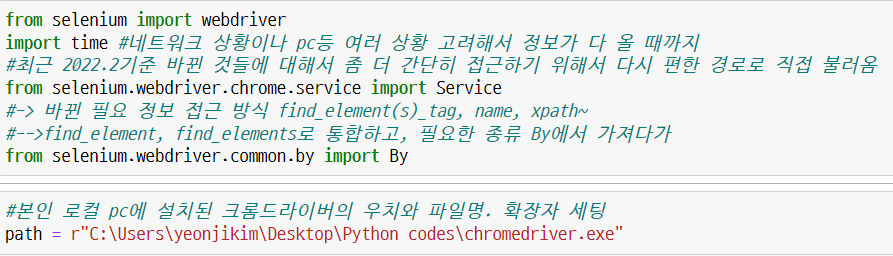 from selenium import webdriver
import time #네트워크 상황이나 pc등 여러 상황 고려해서 정보가 다 올 때까지
#최근 2022.2기준 바뀐 것들에 대해서 좀 더 간단히 접근하기 위해서 다시 편한 경로로 직접 불러옴
from selenium.webdriver.chrome.service import Service
#-> 바뀐 필요 정보 접근 방식 find_element(s)_tag, name, xpath~
#-->find_element, find_elements로 통합하고, 필요한 종류 By에서 가져다가
from selenium.webdriver.common.by import By
#본인 로컬 pc에 설치된 크롬드라이버의 우치와 파일명. 확장자 세팅
path = r"C:\Users\yeonjikim\Desktop\Python codes\chromedriver.exe"